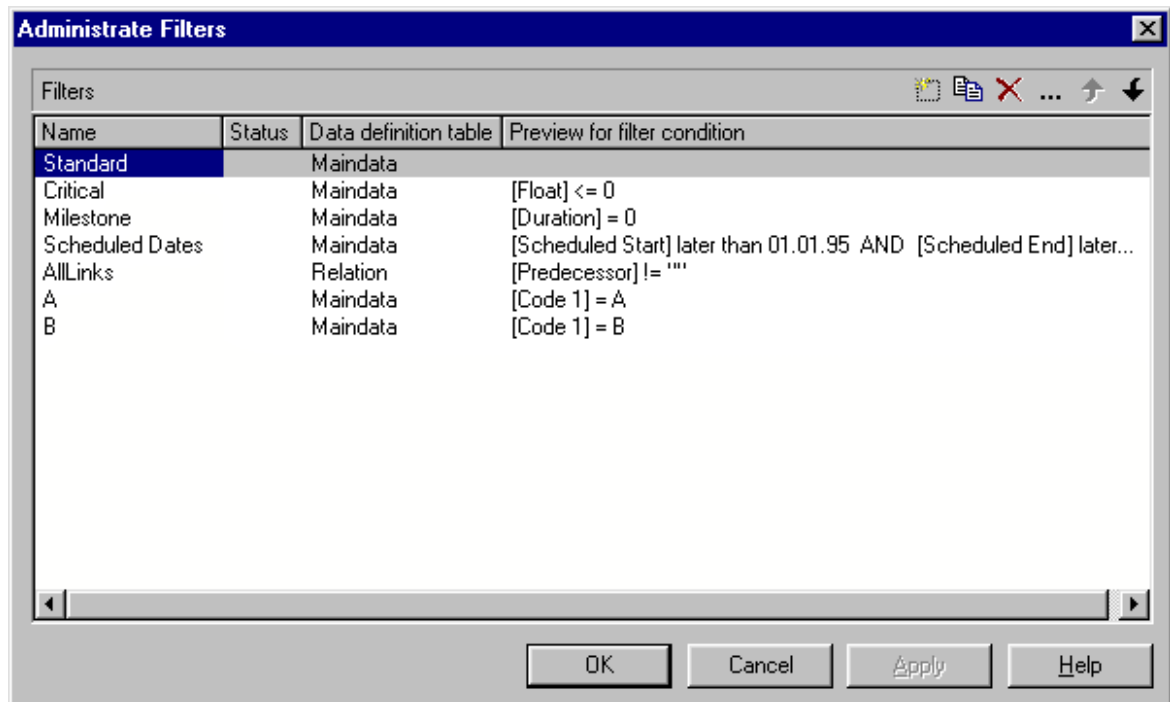 Administrate Filters
Filters ...
Name Status Data definition table Preview for filter condition
Standard Maindata
Critical Maindata [Float] <= 0
Milestone Maindata [Duration] = 0
Scheduled Dates Maindata [Scheduled Start] later than 01.01.95 AND [Scheduled End] later...
AllLinks Relation [Predecessor] != ""
A Maindata [Code 1] = A
B Maindata [Code 1] = B
OK Cancel Apply Help